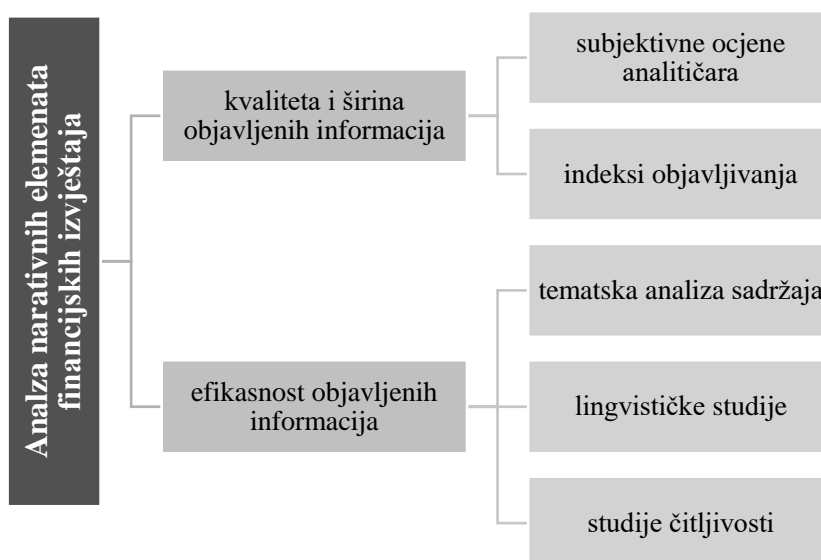 Analza narativnih elemenata
financijskih izvještaja
kvaliteta i širina
objavljenih informacija
subjektivne ocjene
analitičara
indeksi objavljivanja
efikasnost objavljenih
informacija
tematska analiza sadržaja
lingvističke studije
studije čitljivosti